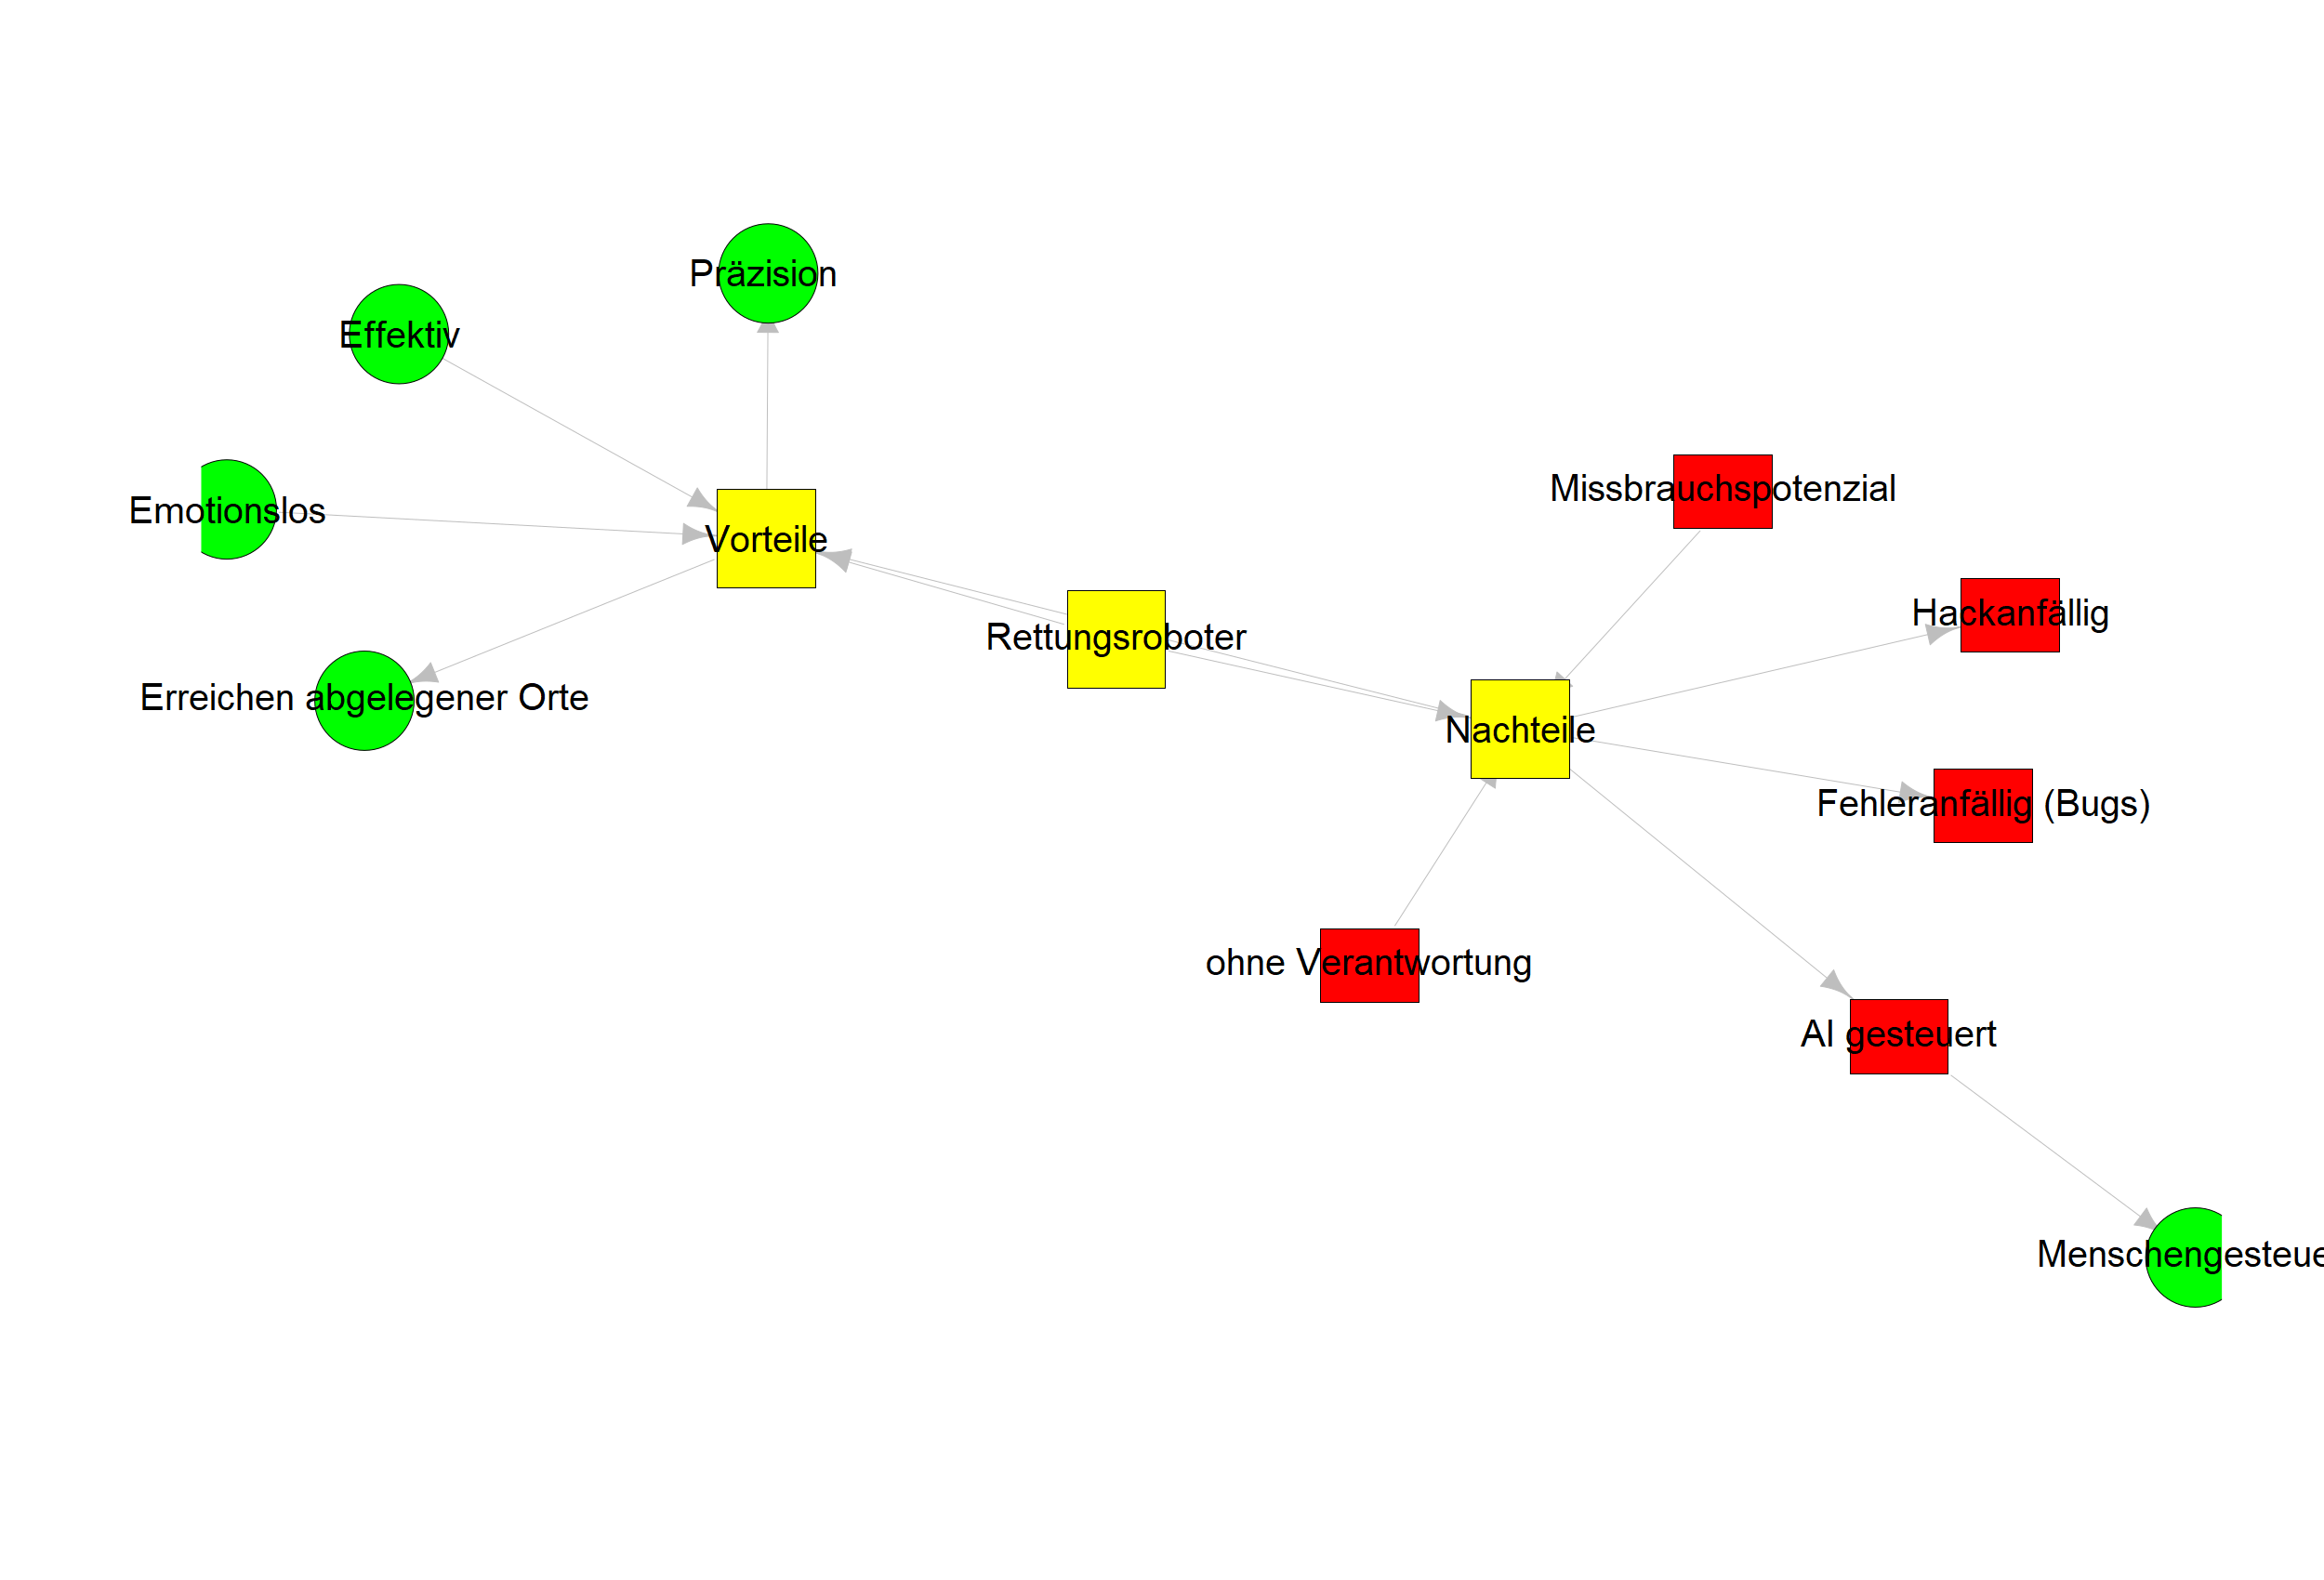 Präzision
Effektiv
Missbrauchspotenzial
Emotionslos
Vorteile
Hackanfällig
Rettungsroboter
Erreichen abgelegener Orte
Nachteile
Fehleranfällig (Bugs)
ohne Verantwortung
AI gesteuert
Menschengesteue